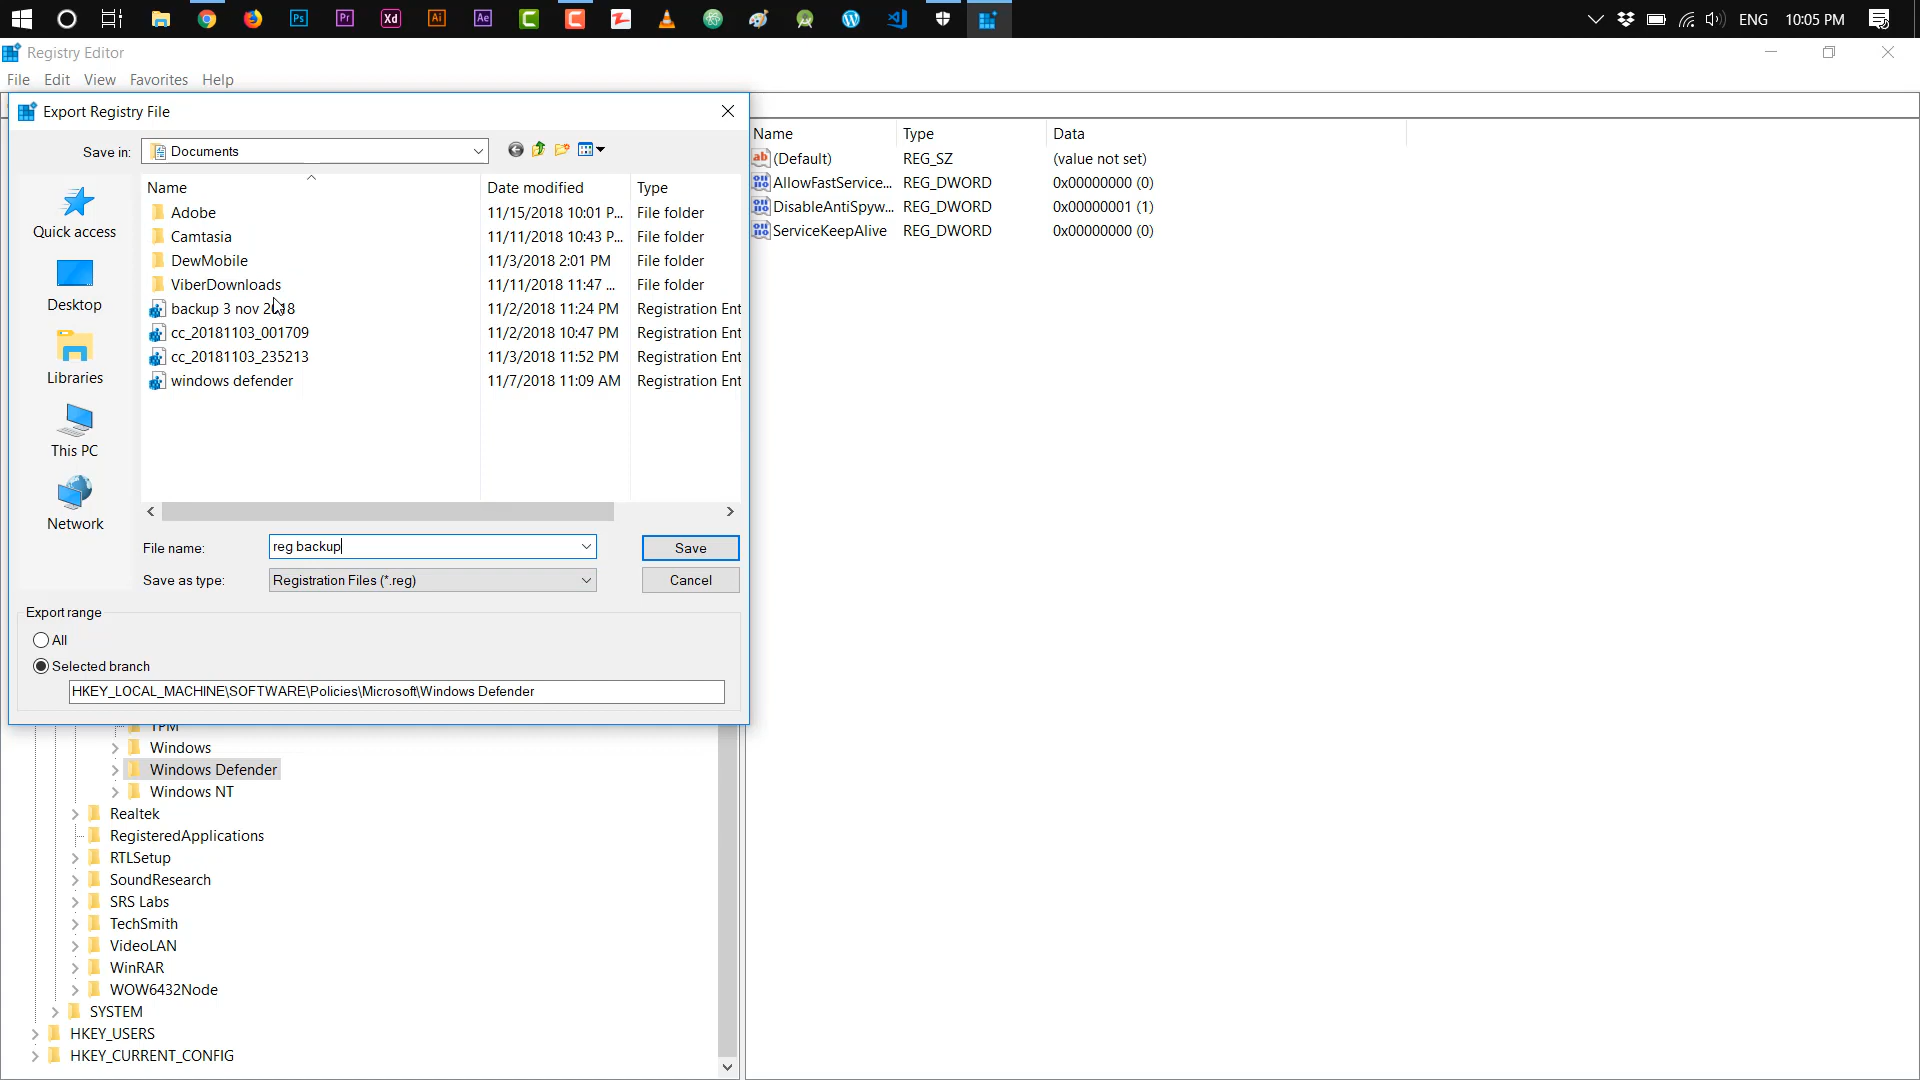 Ps
Pr
Xd
Ai
Ae
ENG
10:05 PM
Registry Editor
File Edit View Favorites Help
Export Registry File
Save in: Documents
Quick access
Desktop
Libraries
This PC
Network
Name Date modified Type
Adobe 11/15/2018 10:01 P... File folder
Camtasia 11/11/2018 10:43 P... File folder
DewMobile 11/3/2018 2:01 PM File folder
ViberDownloads 11/11/2018 11:47 ... File folder
backup 3 nov 2018 11/2/2018 11:24 PM Registration Ent
cc_20181103_001709 11/2/2018 10:47 PM Registration Ent
cc_20181103_235213 11/3/2018 11:52 PM Registration Ent
windows defender 11/7/2018 11:09 AM Registration Ent
File name: reg backup Save
Save as type: Registration Files (*.reg) Cancel
Export range
All
Selected branch
HKEY_LOCAL_MACHINE\SOFTWARE\Policies\Microsoft\Windows Defender
Name Type Data
(Default) REG_SZ (value not set)
AllowFastService... REG_DWORD 0x00000000 (0)
DisableAntiSpyw... REG_DWORD 0x00000001 (1)
ServiceKeepAlive REG_DWORD 0x00000000 (0)
TPM
Windows
Windows Defender
Windows NT
Realtek
RegisteredApplications
RTLSetup
SoundResearch
SRS Labs
TechSmith
VideoLAN
WinRAR
WOW6432Node
SYSTEM
HKEY_USERS
HKEY_CURRENT_CONFIG